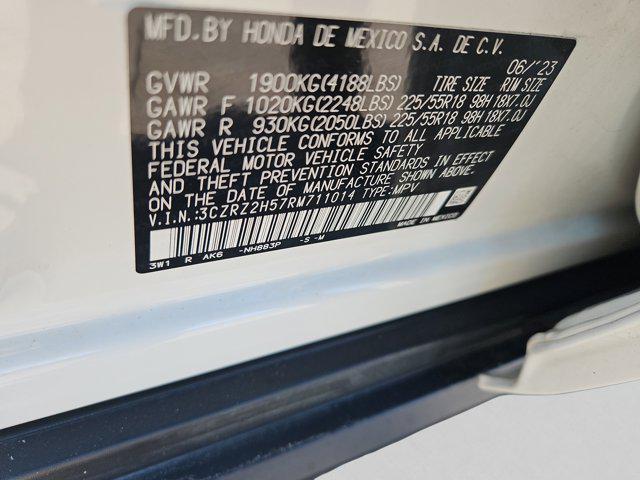 MFD. BY HONDA DE MEXICO S.A. DE C.V.
06/'23
GVWR 1900KG(4188LBS) TIRE SIZE RIM SIZE
GAWR F 1020KG(2248LBS) 225/55R18 98H 18X7.0J
GAWR R 930KG(2050LBS) 225/55R18 98H 18X7.0J
THIS VEHICLE CONFORMS TO ALL APPLICABLE
FEDERAL MOTOR VEHICLE SAFETY STANDARDS IN EFFECT
ON THE DATE OF MANUFACTURE SHOWN ABOVE.
V.I.N.:3CZRZ2H57RM711014 TYPE:MPV
MADE IN MEXICO
3W1 R AK6 -NH883P -S -M